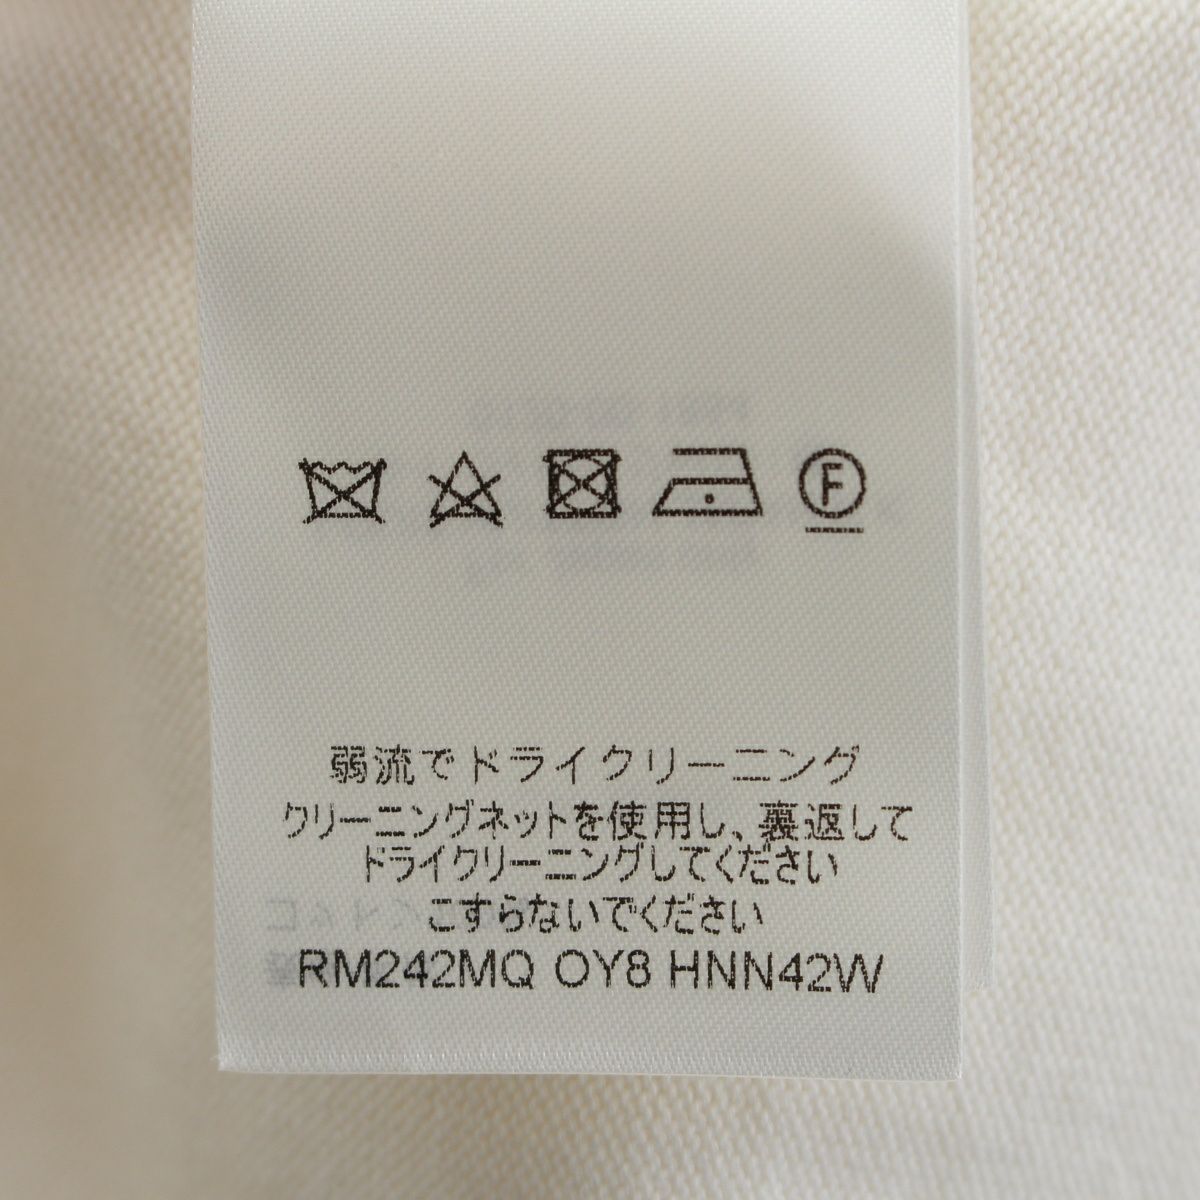 F
弱流でドライクリーニング
クリーニングネットを使用し、裏返して
ドライクリーニングしてください
こすらないでください
RM242MQ OY8 HNN42W